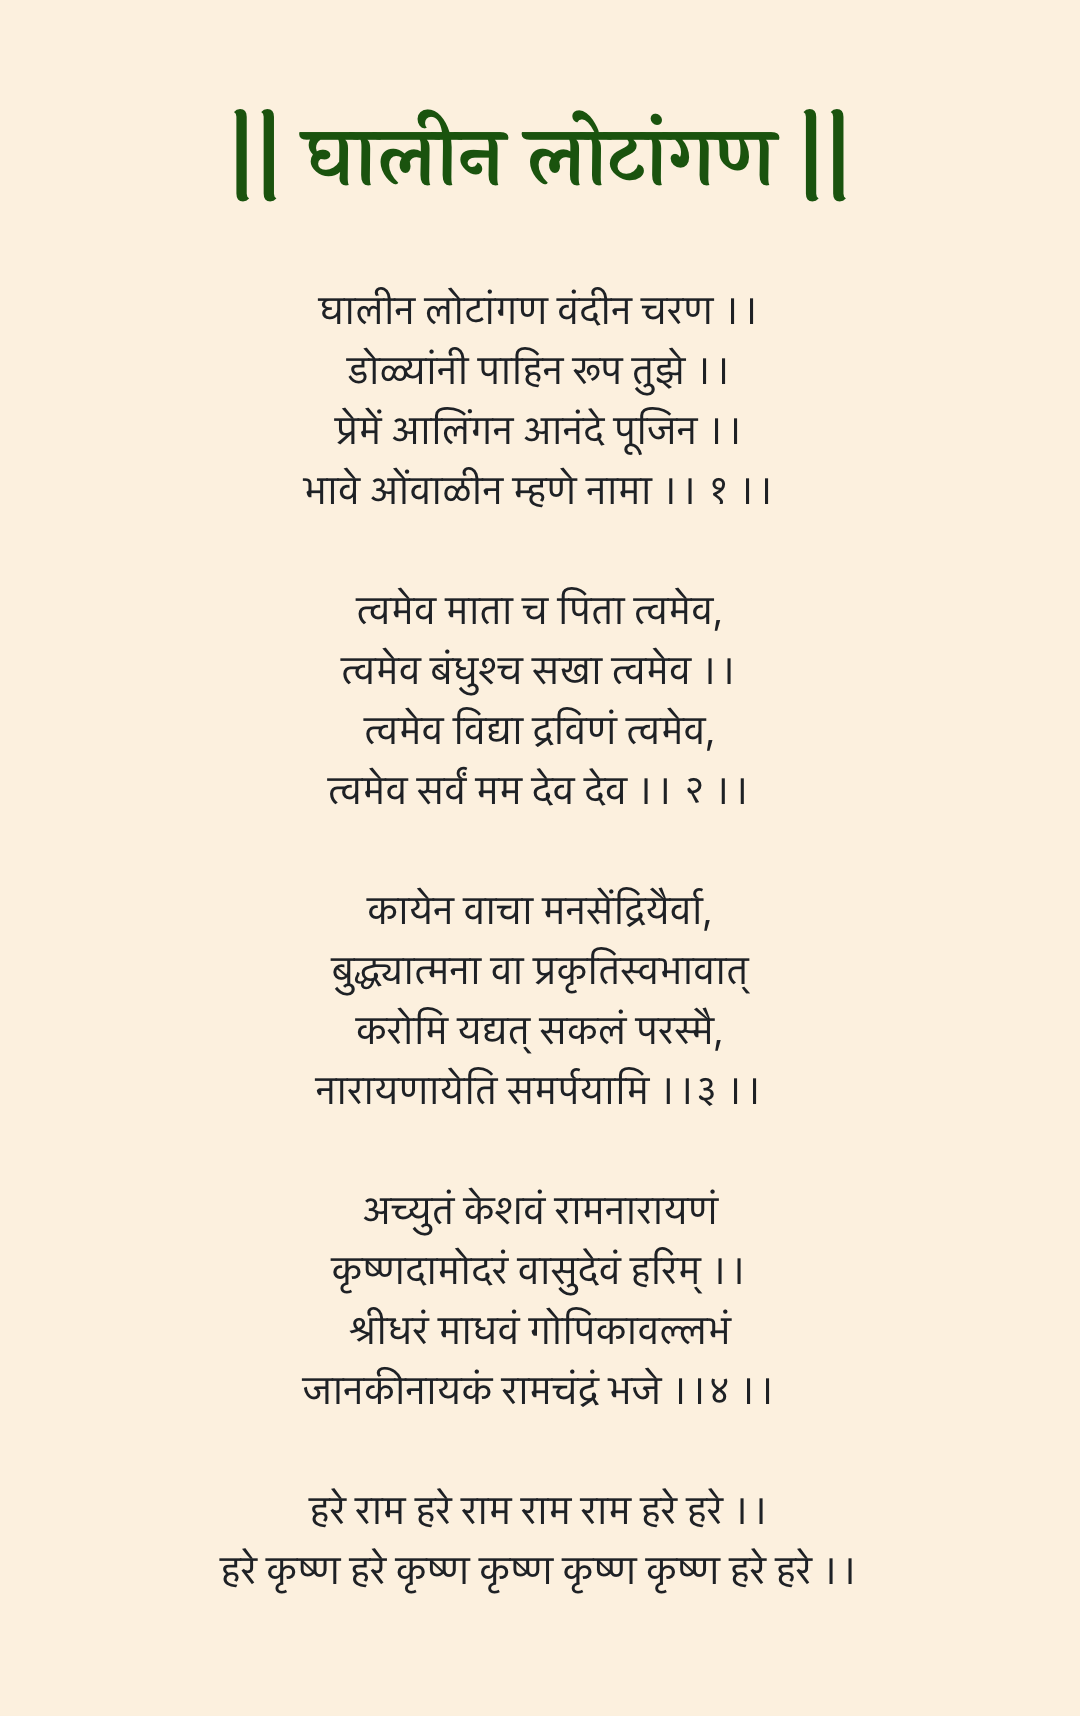 || घालीन लोटांगण ||
घालीन लोटांगण वंदीन चरण ।।
डोळ्यांनी पाहिन रूप तुझे ।।
प्रेमें आलिंगन आनंदे पूजिन ।।
भावे ओंवाळीन म्हणे नामा ।। १ ।।
त्वमेव माता च पिता त्वमेव,
त्वमेव बंधुश्च सखा त्वमेव ।।
त्वमेव विद्या द्रविणं त्वमेव,
त्वमेव सर्वं मम देव देव ।। २ ।।
कायेन वाचा मनसेंद्रियैर्वा,
बुद्ध्यात्मना वा प्रकृतिस्वभावात्
करोमि यद्यत् सकलं परस्मै,
नारायणायेति समर्पयामि ।।३ ।।
अच्युतं केशवं रामनारायणं
कृष्णदामोदरं वासुदेवं हरिम् ।।
श्रीधरं माधवं गोपिकावल्लभं
जानकीनायकं रामचंद्रं भजे ।।४ ।।
हरे राम हरे राम राम राम हरे हरे ।।
हरे कृष्ण हरे कृष्ण कृष्ण कृष्ण कृष्ण हरे हरे ।।